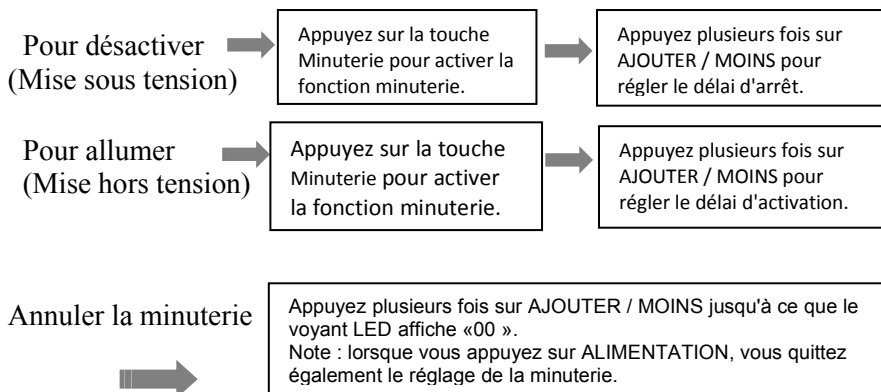 Pour désactiver
(Mise sous tension)
Appuyez sur la touche
Minuterie pour activer la
fonction minuterie.
Appuyez plusieurs fois sur
AJOUTER / MOINS pour
régler le délai d'arrêt.
Pour allumer
(Mise hors tension)
Appuyez sur la touche
Minuterie pour activer
la fonction minuterie.
Appuyez plusieurs fois sur
AJOUTER / MOINS pour
régler le délai d'activation.
Annuler la minuterie
Appuyez plusieurs fois sur AJOUTER / MOINS jusqu'à ce que le
voyant LED affiche «00 ».
Note : lorsque vous appuyez sur ALIMENTATION, vous quittez
également le réglage de la minuterie.